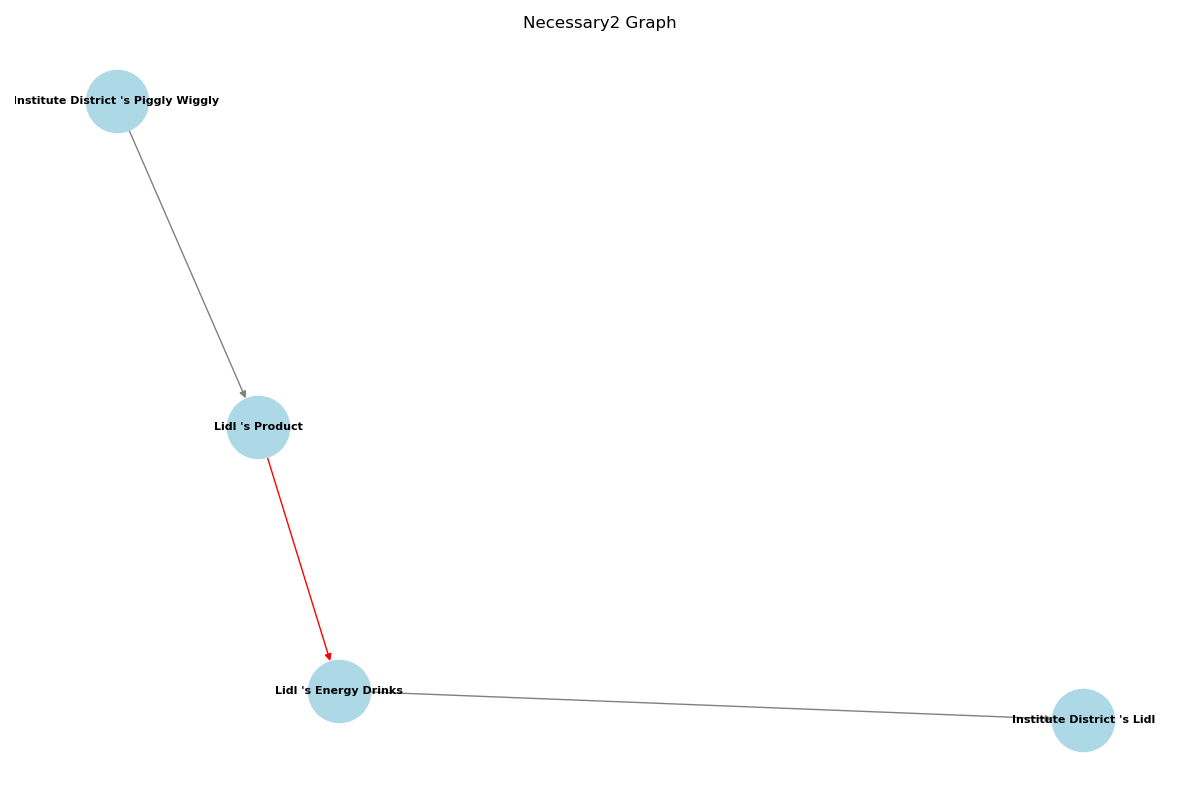 Necessary2 Graph
Institute District 's Piggly Wiggly
Lidl 's Product
Lidl 's Energy Drinks
Institute District 's Lidl